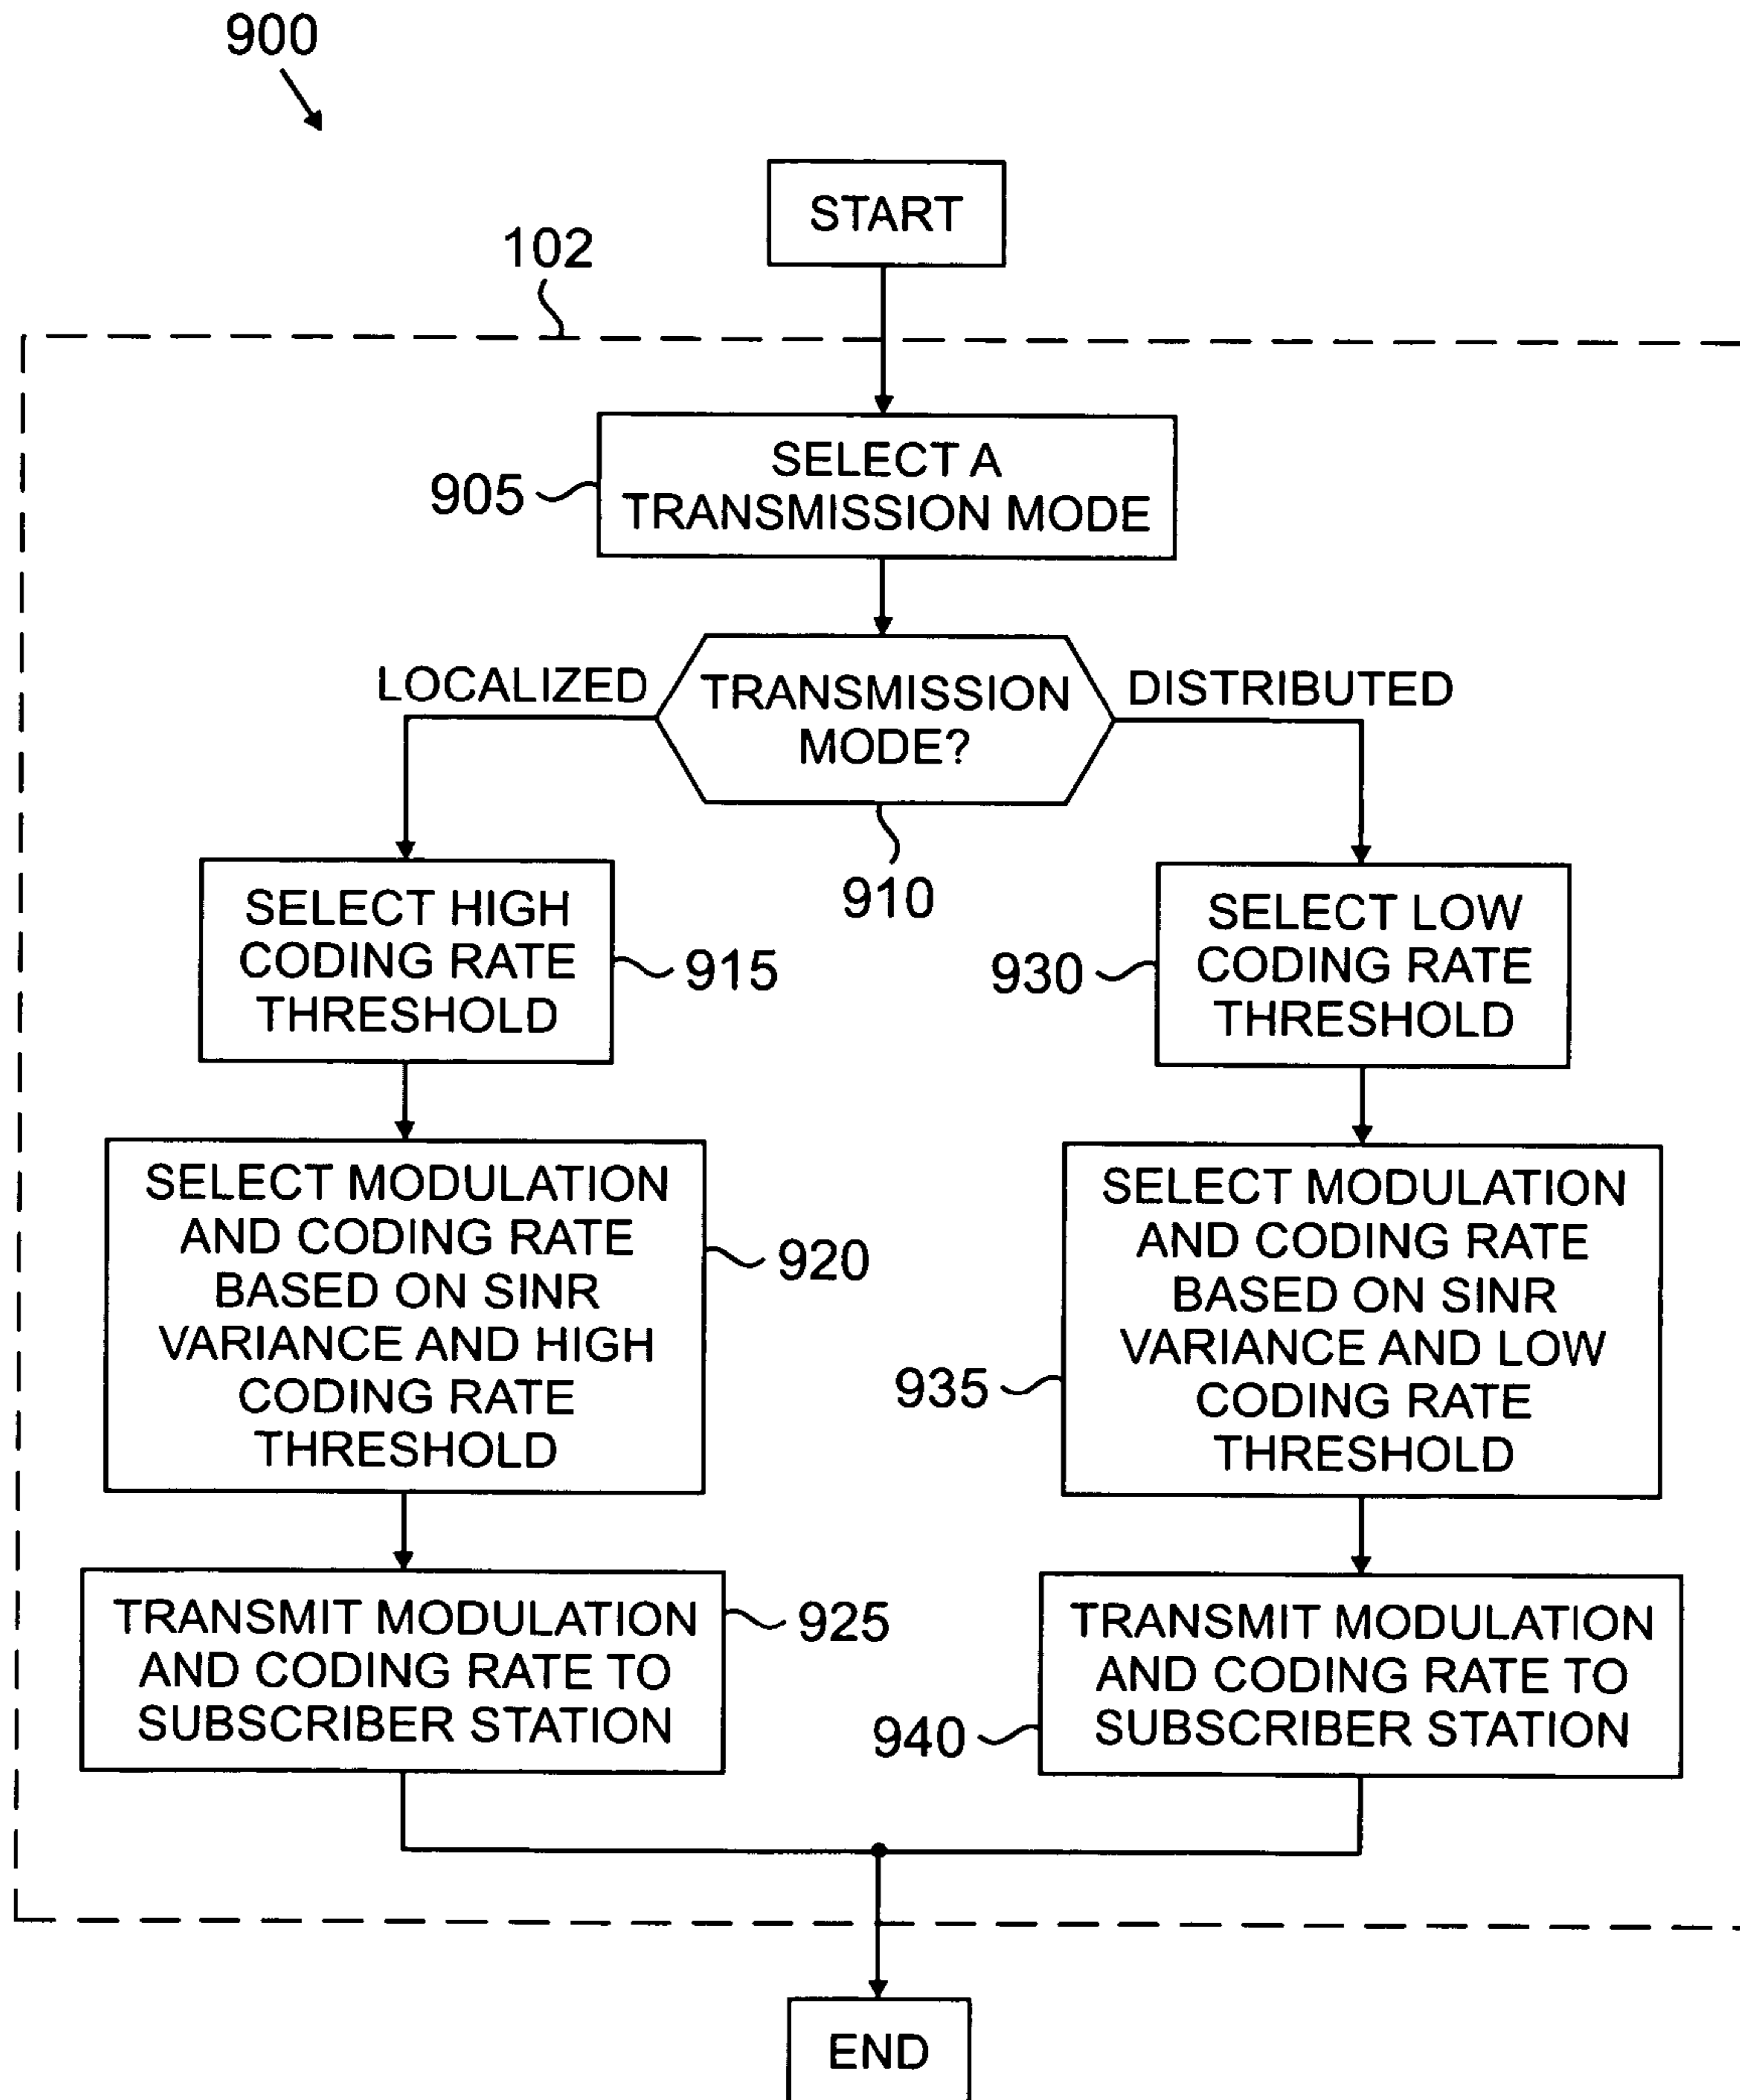 900
START
102
SELECT A
TRANSMISSION MODE
905
LOCALIZED
TRANSMISSION
MODE?
DISTRIBUTED
910
SELECT HIGH
CODING RATE
THRESHOLD
915
930
SELECT LOW
CODING RATE
THRESHOLD
SELECT MODULATION
AND CODING RATE
BASED ON SINR
VARIANCE AND HIGH
CODING RATE
THRESHOLD
920
935
SELECT MODULATION
AND CODING RATE
BASED ON SINR
VARIANCE AND LOW
CODING RATE
THRESHOLD
TRANSMIT MODULATION
AND CODING RATE TO
SUBSCRIBER STATION
925
940
TRANSMIT MODULATION
AND CODING RATE TO
SUBSCRIBER STATION
END